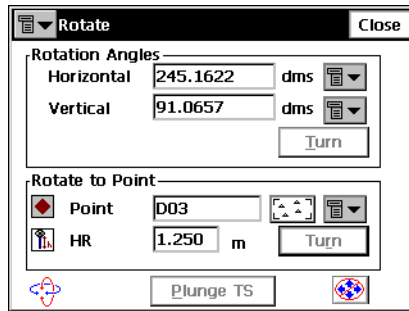 Rotate Close
Rotation Angles
Horizontal 245.1622 dms
Vertical 91.0657 dms
Turn
Rotate to Point
Point D03
HR 1.250 m Turn
Plunge TS